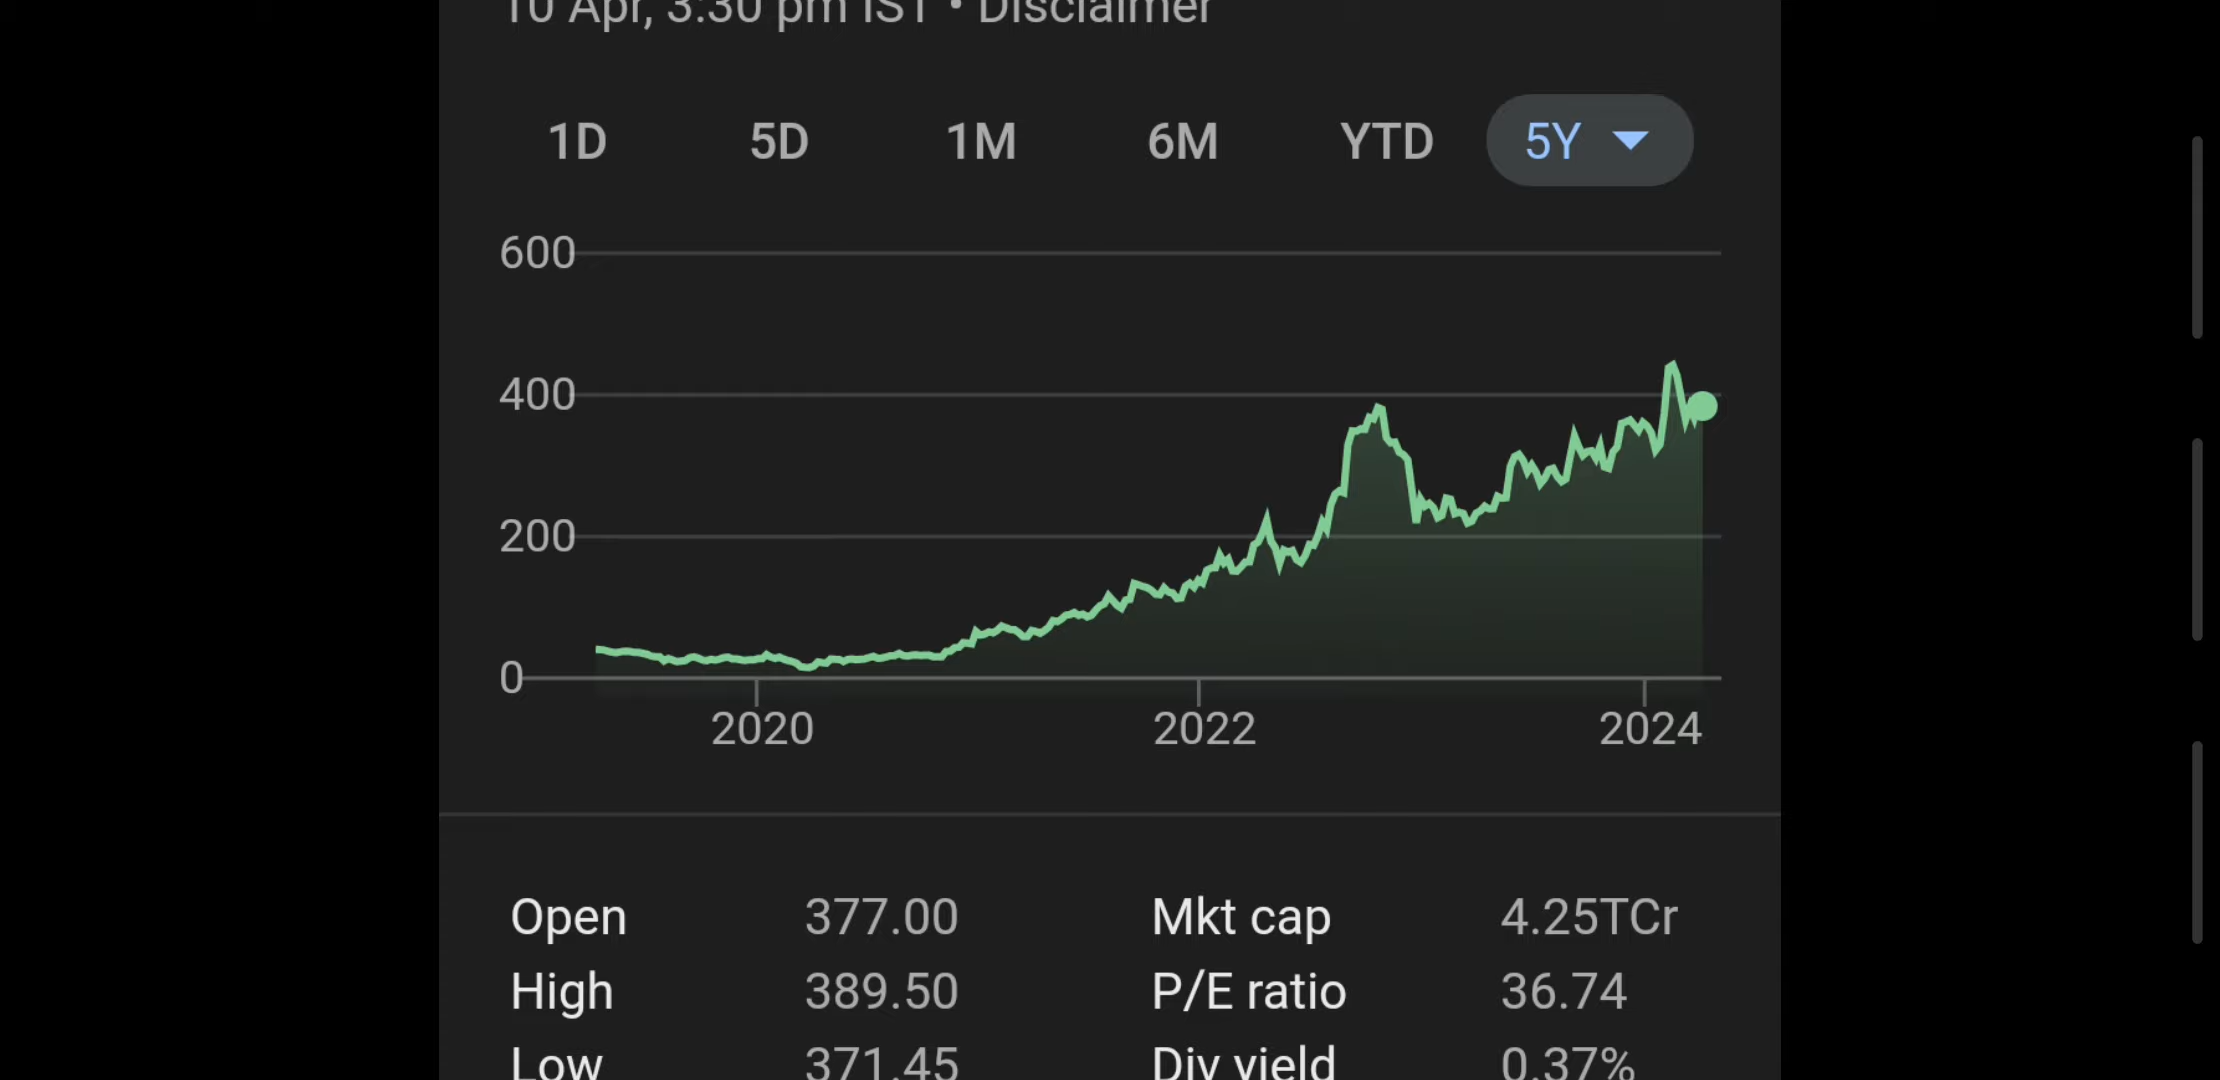 10 Apr, 3:30 pm IST • Disclaimer
1D 5D 1M 6M YTD 5Y
600
400
200
0
2020 2022 2024
Open 377.00 Mkt cap 4.25TCr
High 389.50 P/E ratio 36.74
Low 371.45 Div yield 0.37%